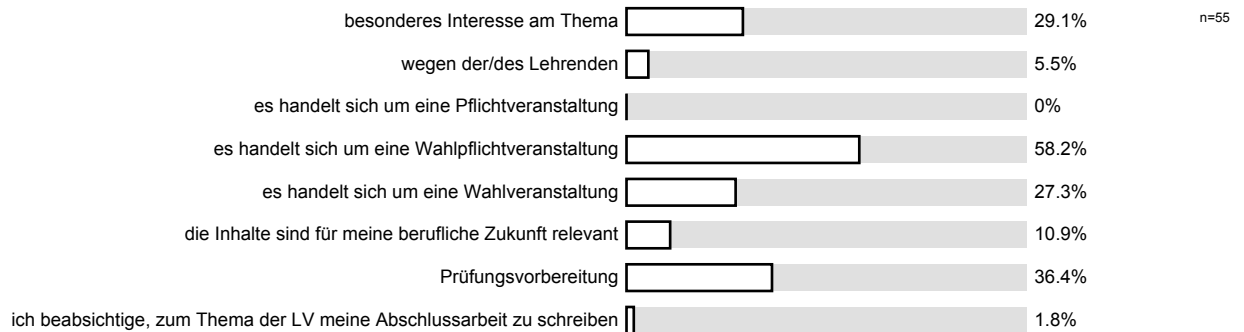 besonderes Interesse am Thema 29.1% n=55
wegen der/des Lehrenden 5.5%
es handelt sich um eine Pflichtveranstaltung 0%
es handelt sich um eine Wahlpflichtveranstaltung 58.2%
es handelt sich um eine Wahlveranstaltung 27.3%
die Inhalte sind für meine berufliche Zukunft relevant 10.9%
Prüfungsvorbereitung 36.4%
ich beabsichtige, zum Thema der LV meine Abschlussarbeit zu schreiben 1.8%